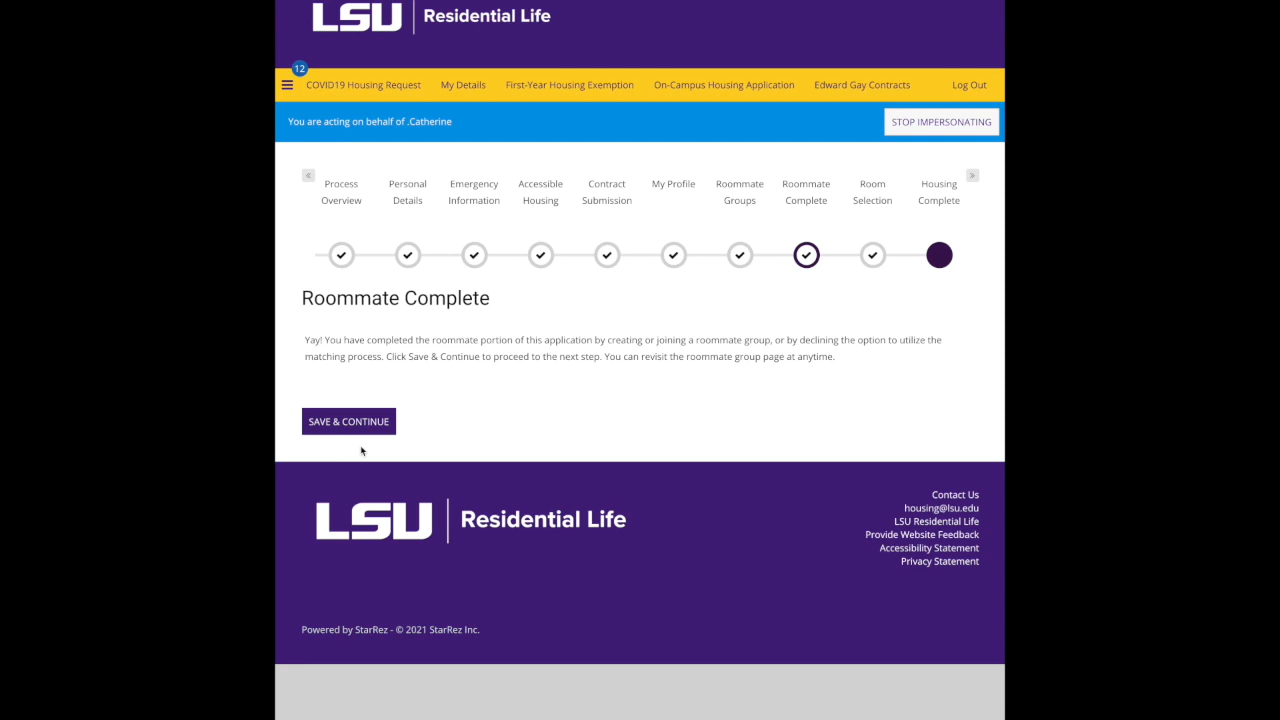 LSU Residential Life
12
COVID19 Housing Request My Details First-Year Housing Exemption On-Campus Housing Application Edward Gay Contracts Log Out
You are acting on behalf of .Catherine STOP IMPERSONATING
« »
Process Overview
Personal Details
Emergency Information
Accessible Housing
Contract Submission
My Profile
Roommate Groups
Roommate Complete
Room Selection
Housing Complete
Roommate Complete
Yay! You have completed the roommate portion of this application by creating or joining a roommate group, or by declining the option to utilize the
matching process. Click Save & Continue to proceed to the next step. You can revisit the roommate group page at anytime.
SAVE & CONTINUE
LSU Residential Life
Contact Us
housing@lsu.edu
LSU Residential Life
Provide Website Feedback
Accessibility Statement
Privacy Statement
Powered by StarRez - © 2021 StarRez Inc.